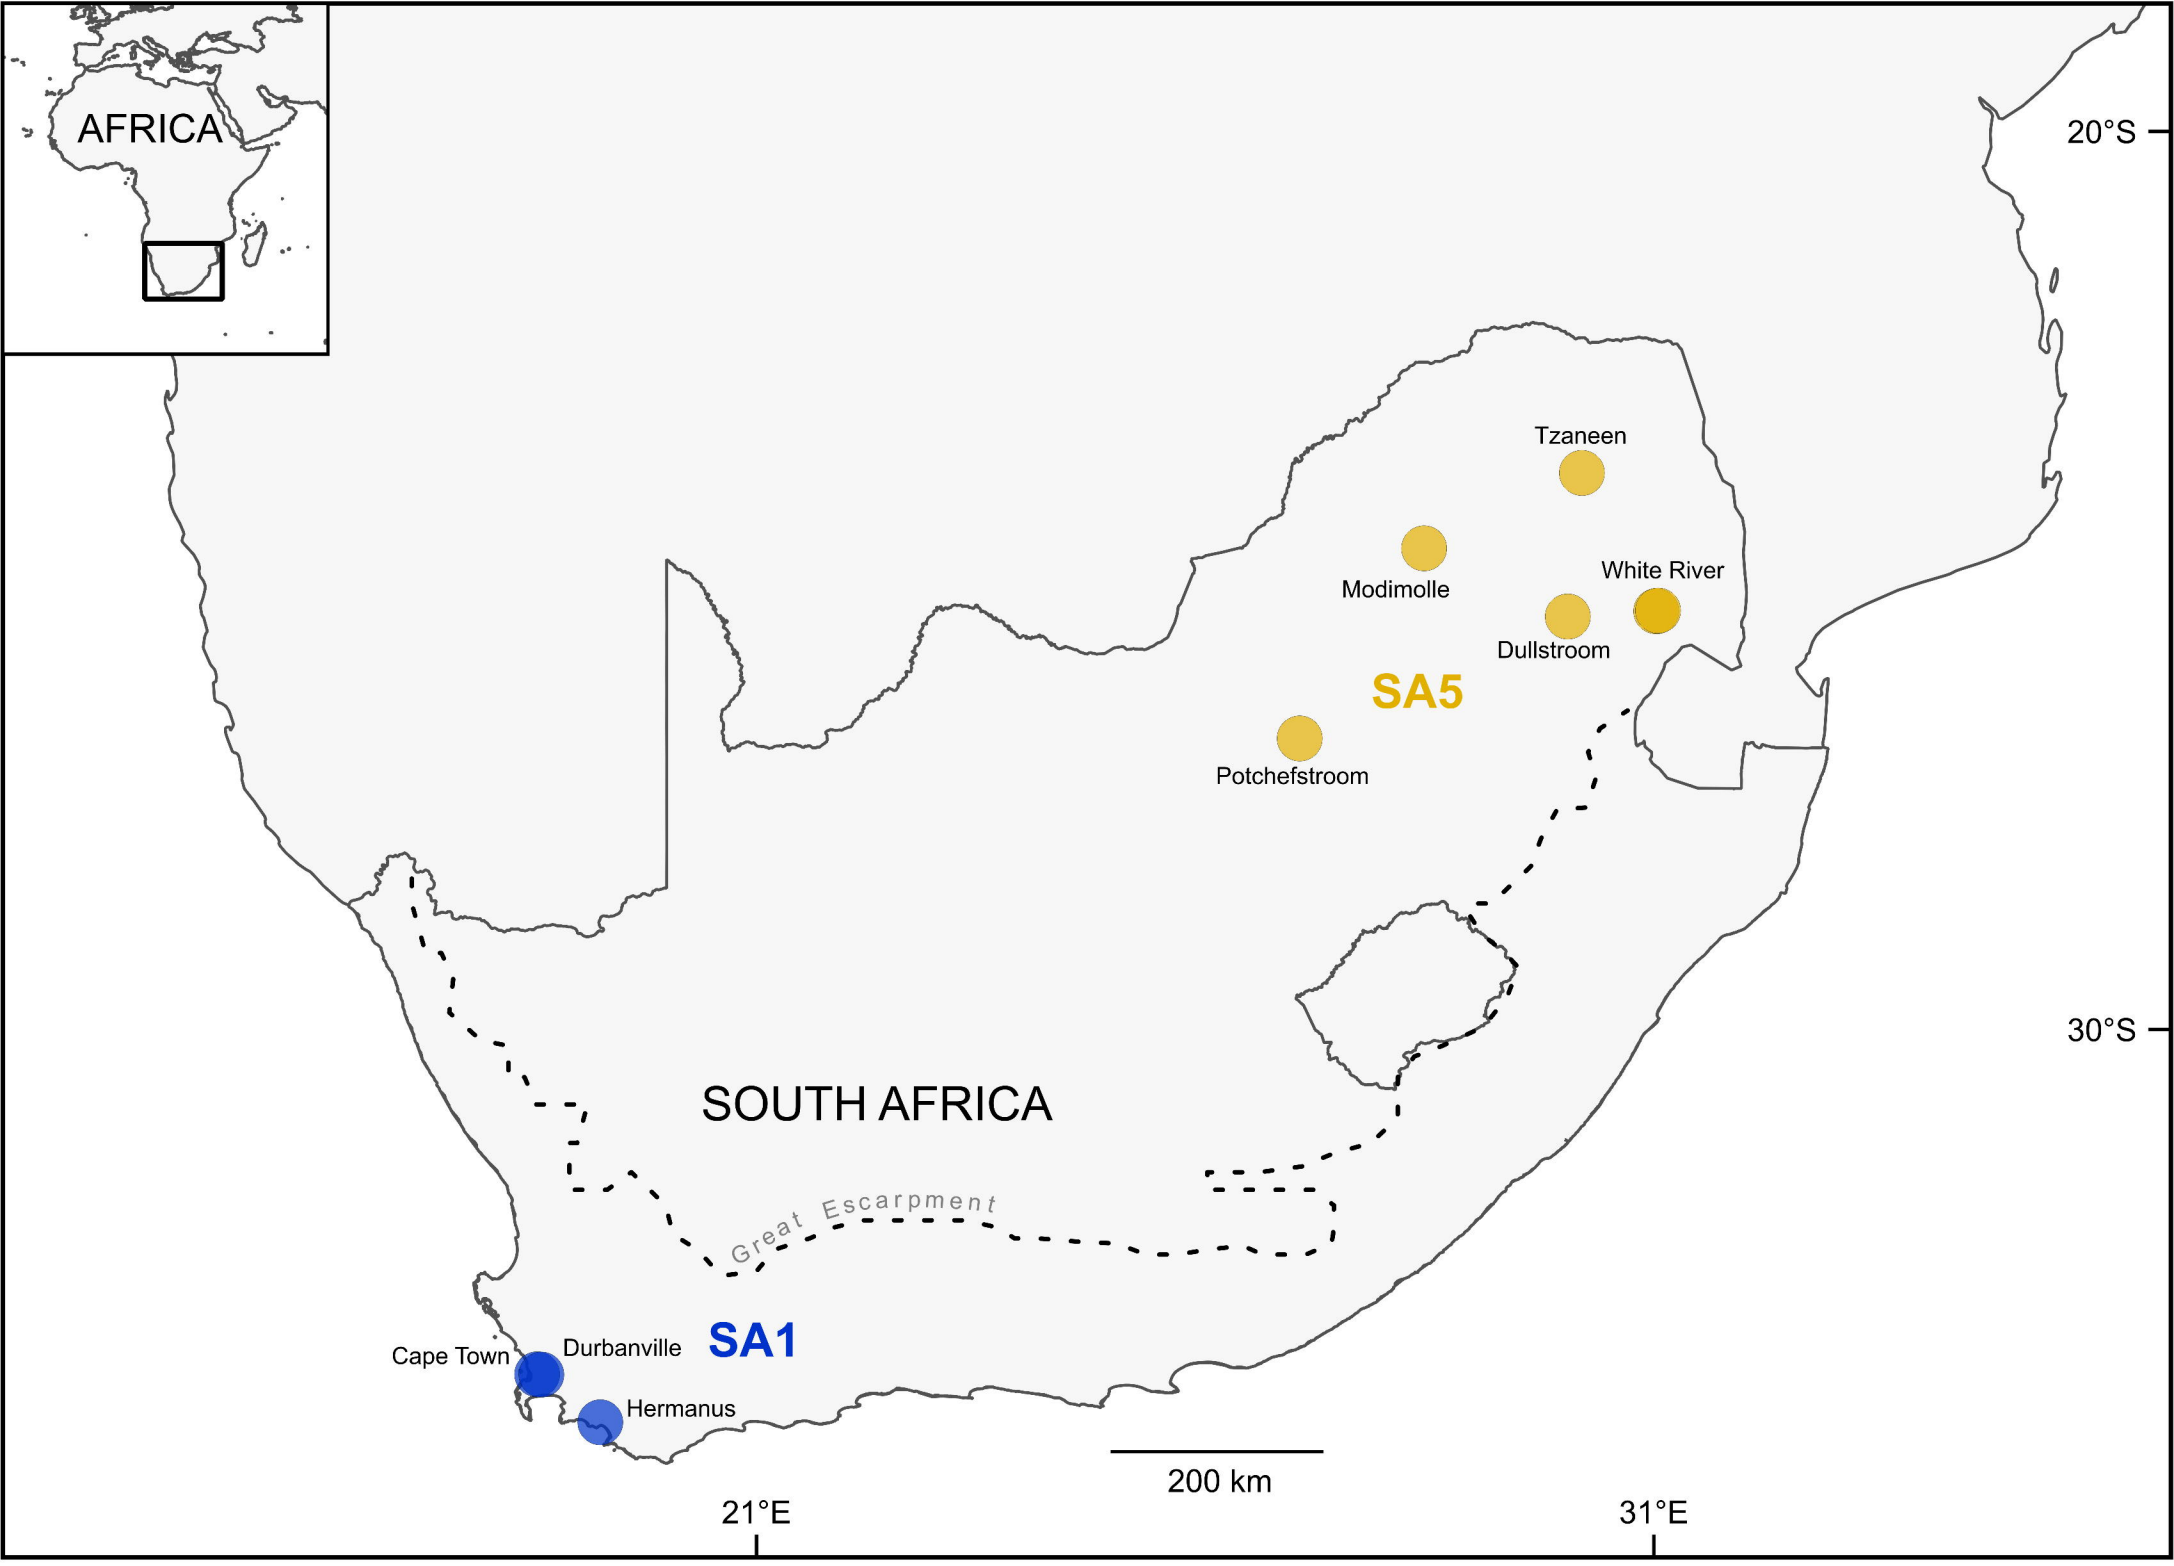 AFRICA
20°S
Tzaneen
White River
Modimolle
Dullstroom
SA5
Potchefstroom
30°S
SOUTH AFRICA
Great Escarpment
SA1
Durbanville
Cape Town
Hermanus
200 km
21°E
31°E